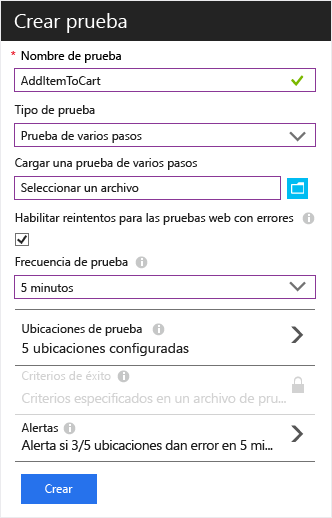 Crear prueba
* Nombre de prueba
AddItemToCart
Tipo de prueba
Prueba de varios pasos
Cargar una prueba de varios pasos
Seleccionar un archivo
Habilitar reintentos para las pruebas web con errores
Frecuencia de prueba
5 minutos
Ubicaciones de prueba
5 ubicaciones configuradas
Criterios de éxito
Criterios especificados en un archivo de pru...
Alertas
Alerta si 3/5 ubicaciones dan error en 5 mi...
Crear